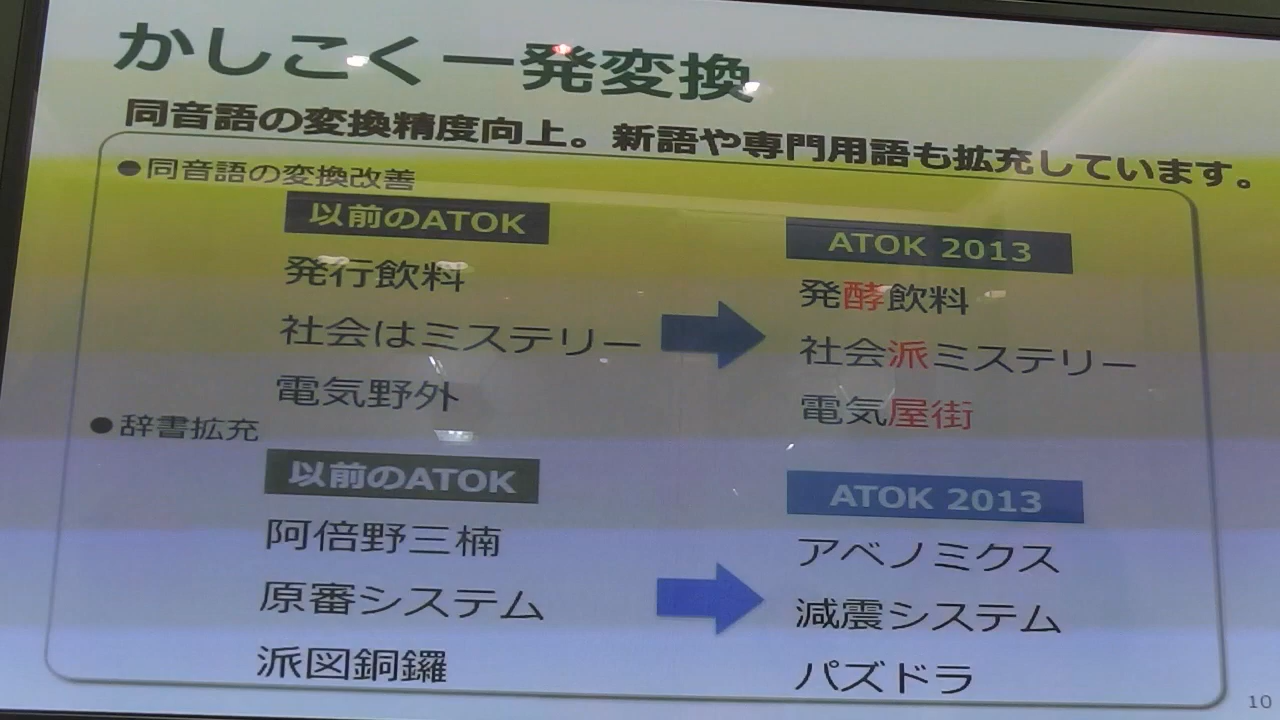 かしこく一発変換
同音語の変換精度向上。新語や専門用語も拡充しています。
●同音語の変換改善
以前のATOK
ATOK 2013
発行飲料
発酵飲料
社会はミステリー
社会派ミステリー
電気野外
電気屋街
●辞書拡充
以前のATOK
ATOK 2013
阿倍野三楠
アベノミクス
原審システム
減震システム
派図銅鑼
パズドラ
10